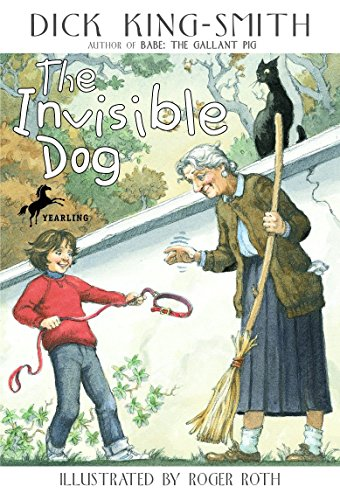 DICK KING-SMITH
AUTHOR OF BABE: THE GALLANT PIG
The
Invisible
Dog
YEARLING
ILLUSTRATED BY ROGER ROTH